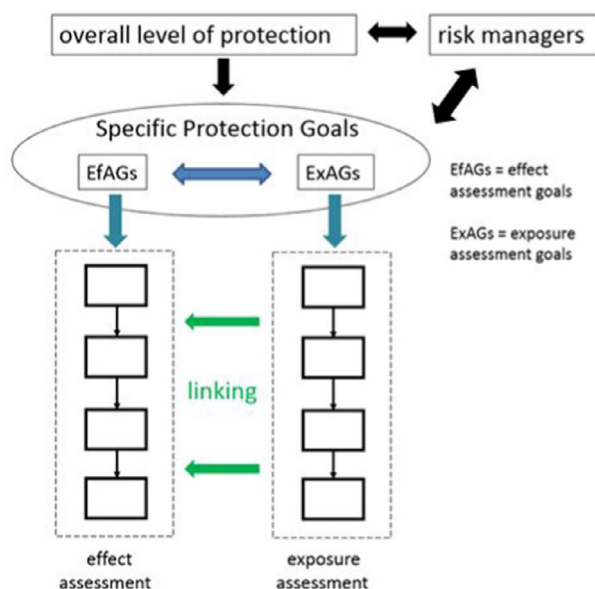 overall level of protection
risk managers
Specific Protection Goals
EfAGs
ExAGs
EfAGs = effect
assessment goals
ExAGs = exposure
assessment goals
linking
effect
assessment
exposure
assessment